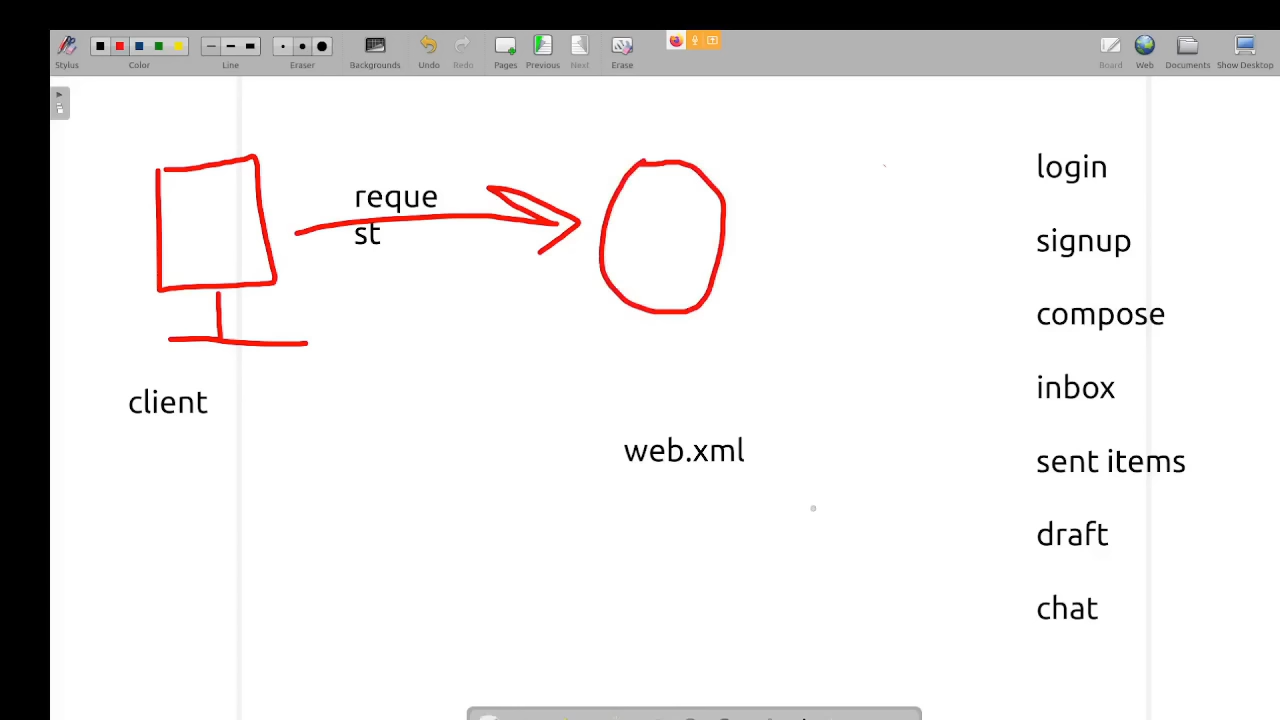 Stylus
Color
Line
Eraser
Backgrounds
Undo
Redo
Pages
Previous
Next
Erase
Board
Web
Documents
Show Desktop
reque
st
client
web.xml
login
signup
compose
inbox
sent items
draft
chat